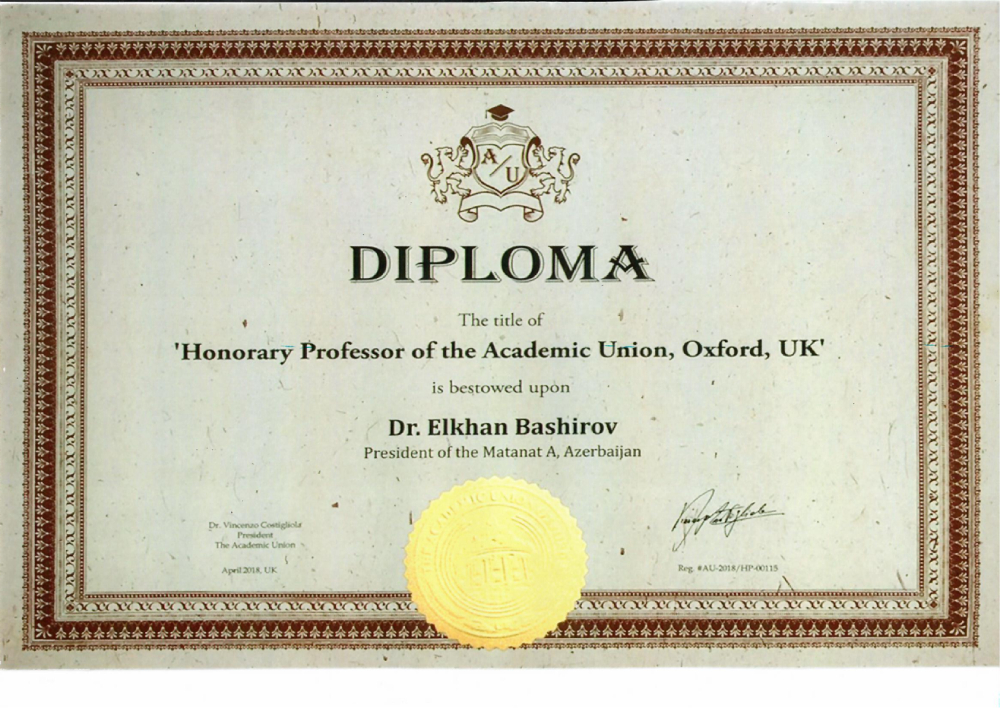 A/U
DIPLOMA
The title of
'Honorary Professor of the Academic Union, Oxford, UK'
is bestowed upon
Dr. Elkhan Bashirov
President of the Matanat A, Azerbaijan
Dr. Vincenzo Costigliola
President
The Academic Union
April 2018, UK
Reg. #AU-2018/HP-00115